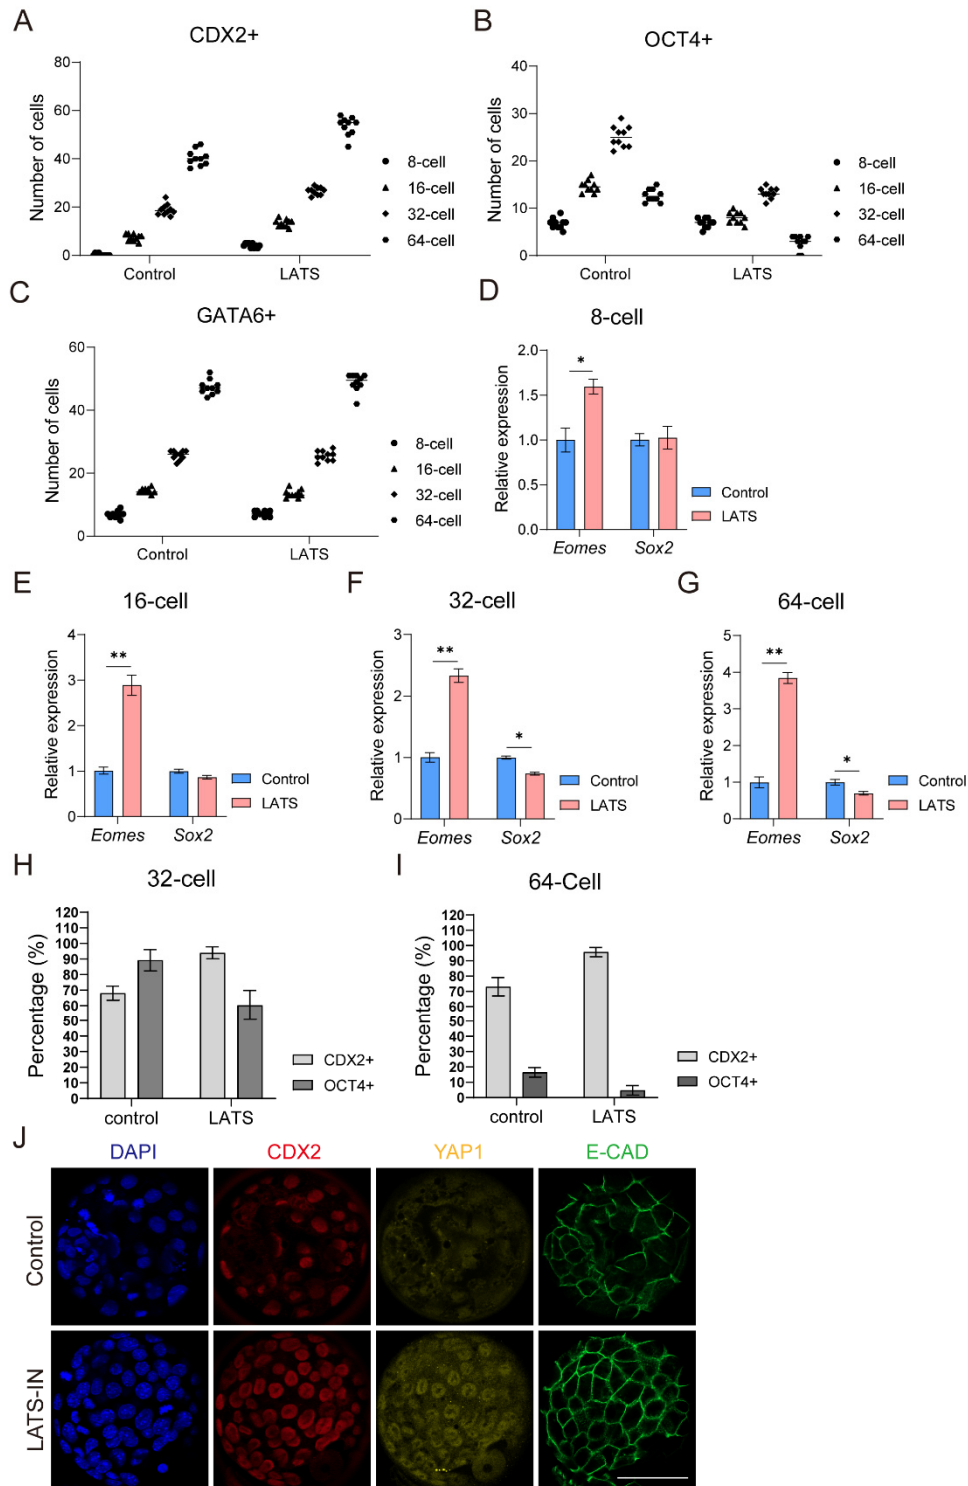 A
CDX2+
Number of cells
80
60
40
20
0
Control
LATS
8-cell
16-cell
32-cell
64-cell
B
OCT4+
Number of cells
40
30
20
10
0
Control
LATS
8-cell
16-cell
32-cell
64-cell
C
GATA6+
Number of cells
60
40
20
0
Control
LATS
8-cell
16-cell
32-cell
64-cell
D
8-cell
Relative expression
2.0
1.5
1.0
0.5
0.0
*
Eomes
Sox2
Control
LATS
E
16-cell
Relative expression
4
3
2
1
0
**
Eomes
Sox2
Control
LATS
F
32-cell
Relative expression
3
2
1
0
**
*
Eomes
Sox2
Control
LATS
G
64-cell
Relative expression
5
4
3
2
1
0
**
*
Eomes
Sox2
Control
LATS
H
32-cell
Percentage (%)
120
110
100
90
80
70
60
50
40
30
20
10
0
control
LATS
CDX2+
OCT4+
I
64-Cell
Percentage (%)
120
110
100
90
80
70
60
50
40
30
20
10
0
control
LATS
CDX2+
OCT4+
J
DAPI
CDX2
YAP1
E-CAD
Control
LATS-IN